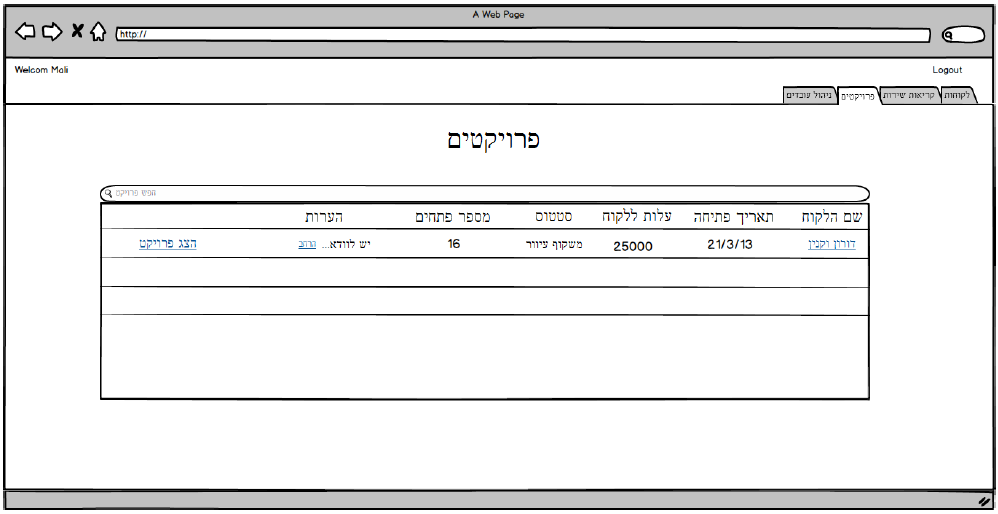 A Web Page
http://
Welcom Mali
Logout
לקוחות קריאות שירות פרויקטים ניהול עובדים
פרויקטים
חפש פרויקט
שם הלקוח תאריך פתיחה עלות ללקוח סטטוס מספר פתחים הערות
דורון וקנין 21/3/13 25000 משקוף עיוור 16 יש לוודא... הרחב הצג פרויקט